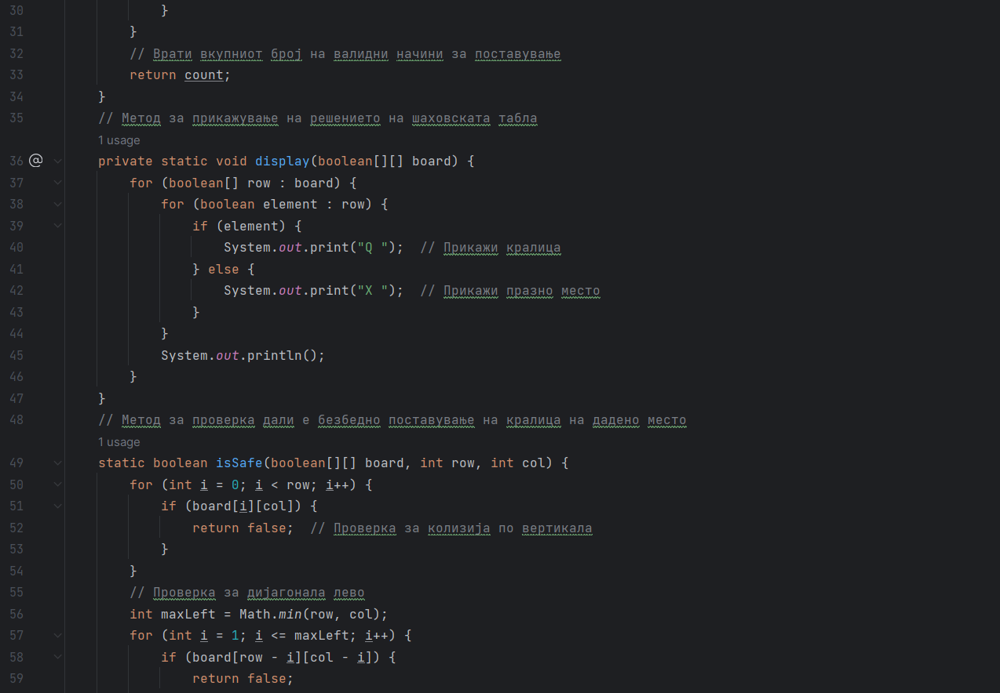 30 }
31 }
32 // Врати вкупниот број на валидни начини за поставување
33 return count;
34 }
35 // Метод за прикажување на решението на шаховската табла
1 usage
36 @ private static void display(boolean[][] board) {
37 for (boolean[] row : board) {
38 for (boolean element : row) {
39 if (element) {
40 System.out.print("Q "); // Прикажи кралица
41 } else {
42 System.out.print("X "); // Прикажи празно место
43 }
44 }
45 System.out.println();
46 }
47 }
48 // Метод за проверка дали е безбедно поставување на кралица на дадено место
1 usage
49 static boolean isSafe(boolean[][] board, int row, int col) {
50 for (int i = 0; i < row; i++) {
51 if (board[i][col]) {
52 return false; // Проверка за колизија по вертикала
53 }
54 }
55 // Проверка за дијагонала лево
56 int maxLeft = Math.min(row, col);
57 for (int i = 1; i <= maxLeft; i++) {
58 if (board[row - i][col - i]) {
59 return false;